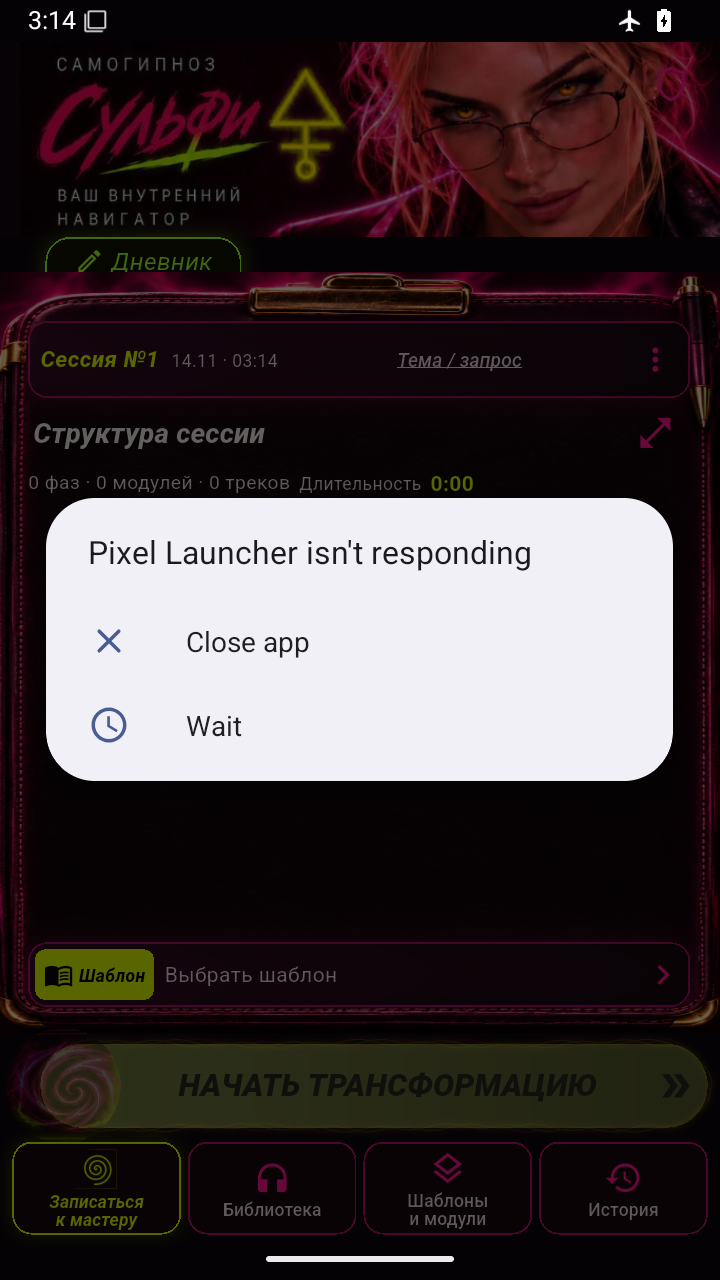 3:14
САМОГИПНОЗ
Сульфи
ВАШ ВНУТРЕННИЙ
НАВИГАТОР
Дневник
Сессия №1 14.11 · 03:14 Тема / запрос
Структура сессии
0 фаз · 0 модулей · 0 треков Длительность 0:00
Pixel Launcher isn't responding
Close app
Wait
Шаблон Выбрать шаблон
НАЧАТЬ ТРАНСФОРМАЦИЮ
Записаться
к мастеру
Библиотека
Шаблоны
и модули
История